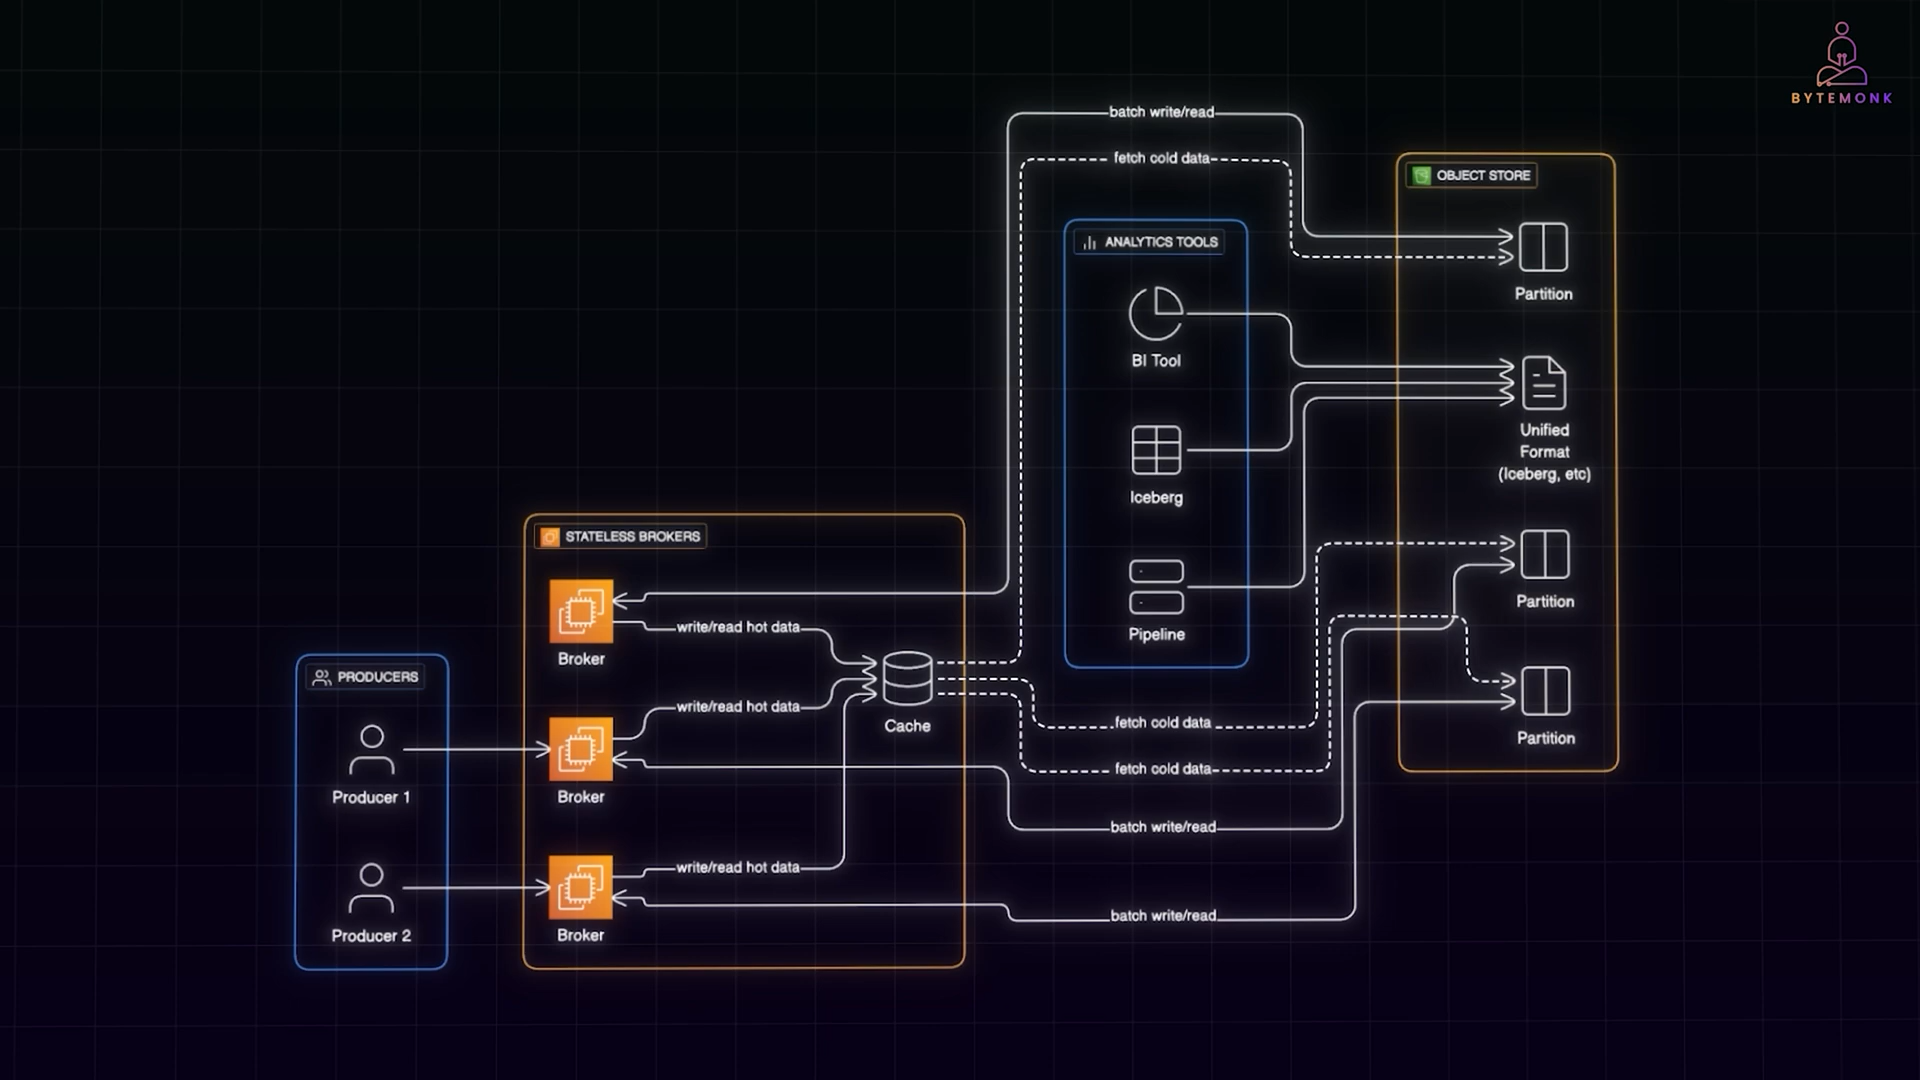 BYTEMONK
batch write/read
fetch cold data
OBJECT STORE
Partition
Unified
Format
(Iceberg, etc)
Partition
Partition
ANALYTICS TOOLS
BI Tool
Iceberg
Pipeline
STATELESS BROKERS
Broker
write/read hot data
Broker
write/read hot data
Broker
write/read hot data
Cache
PRODUCERS
Producer 1
Producer 2
fetch cold data
fetch cold data
batch write/read
batch write/read